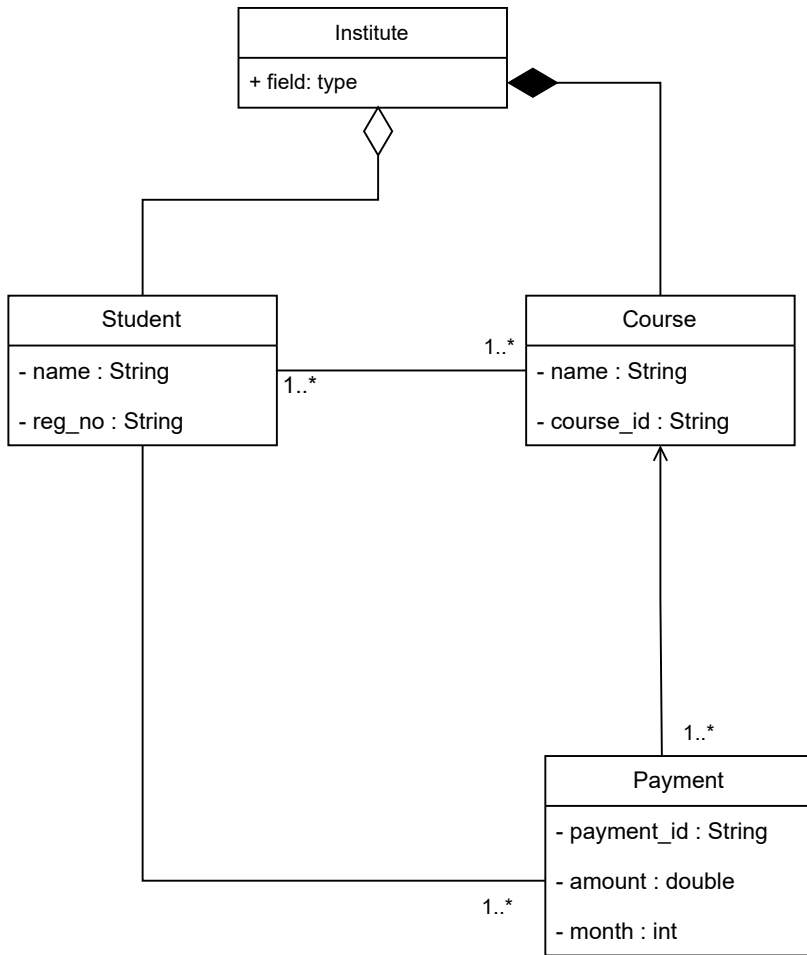 Institute
+ field: type
Student
- name : String
- reg_no : String
1..*
1..*
Course
- name : String
- course_id : String
1..*
Payment
- payment_id : String
- amount : double
- month : int
1..*